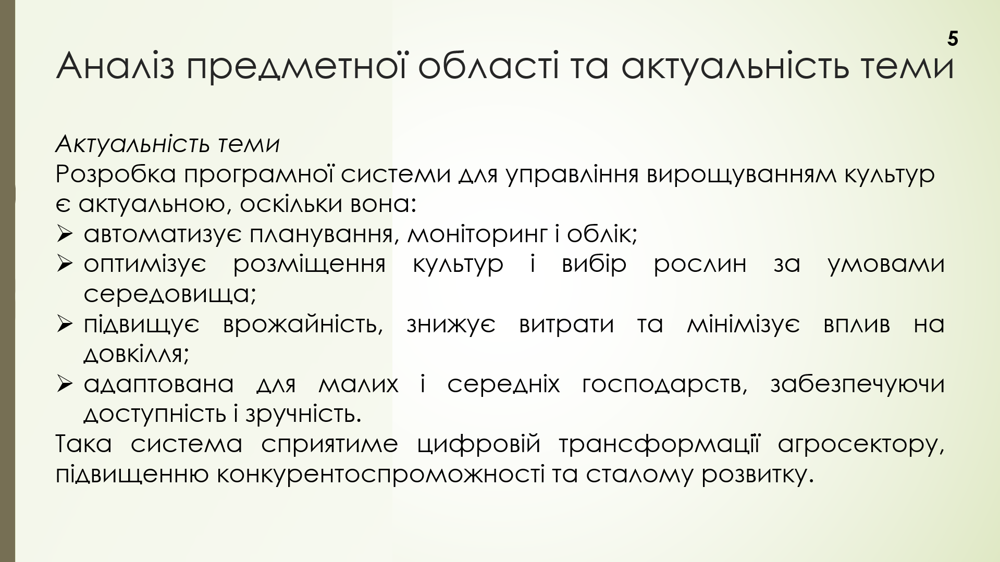 5
Аналіз предметної області та актуальність теми
Актуальність теми
Розробка програмної системи для управління вирощуванням культур
є актуальною, оскільки вона:
➢ автоматизує планування, моніторинг і облік;
➢ оптимізує розміщення культур і вибір рослин за умовами
середовища;
➢ підвищує врожайність, знижує витрати та мінімізує вплив на
довкілля;
➢ адаптована для малих і середніх господарств, забезпечуючи
доступність і зручність.
Така система сприятиме цифровій трансформації агросектору,
підвищенню конкурентоспроможності та сталому розвитку.